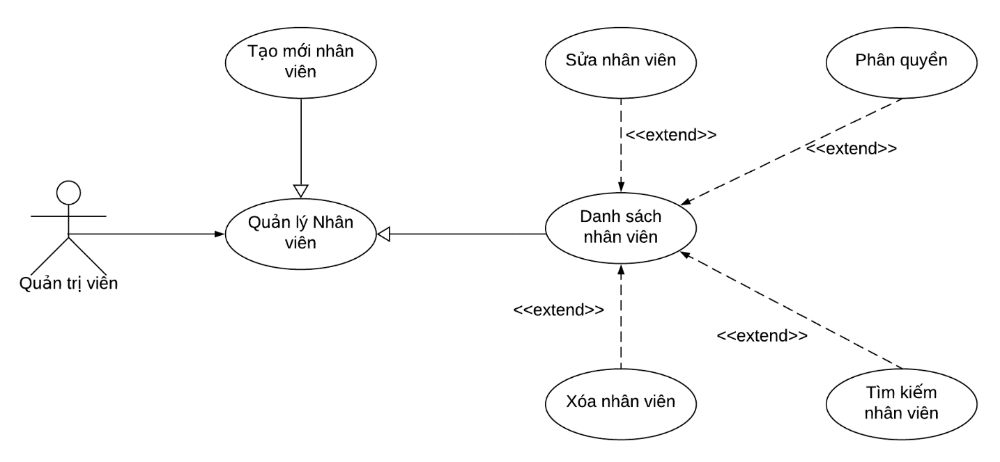 Tạo mới nhân
viên
Sửa nhân viên
Phân quyền
<<extend>>
<<extend>>
Quản lý Nhân
viên
Danh sách
nhân viên
Quản trị viên
<<extend>>
<<extend>>
Xóa nhân viên
Tìm kiếm
nhân viên